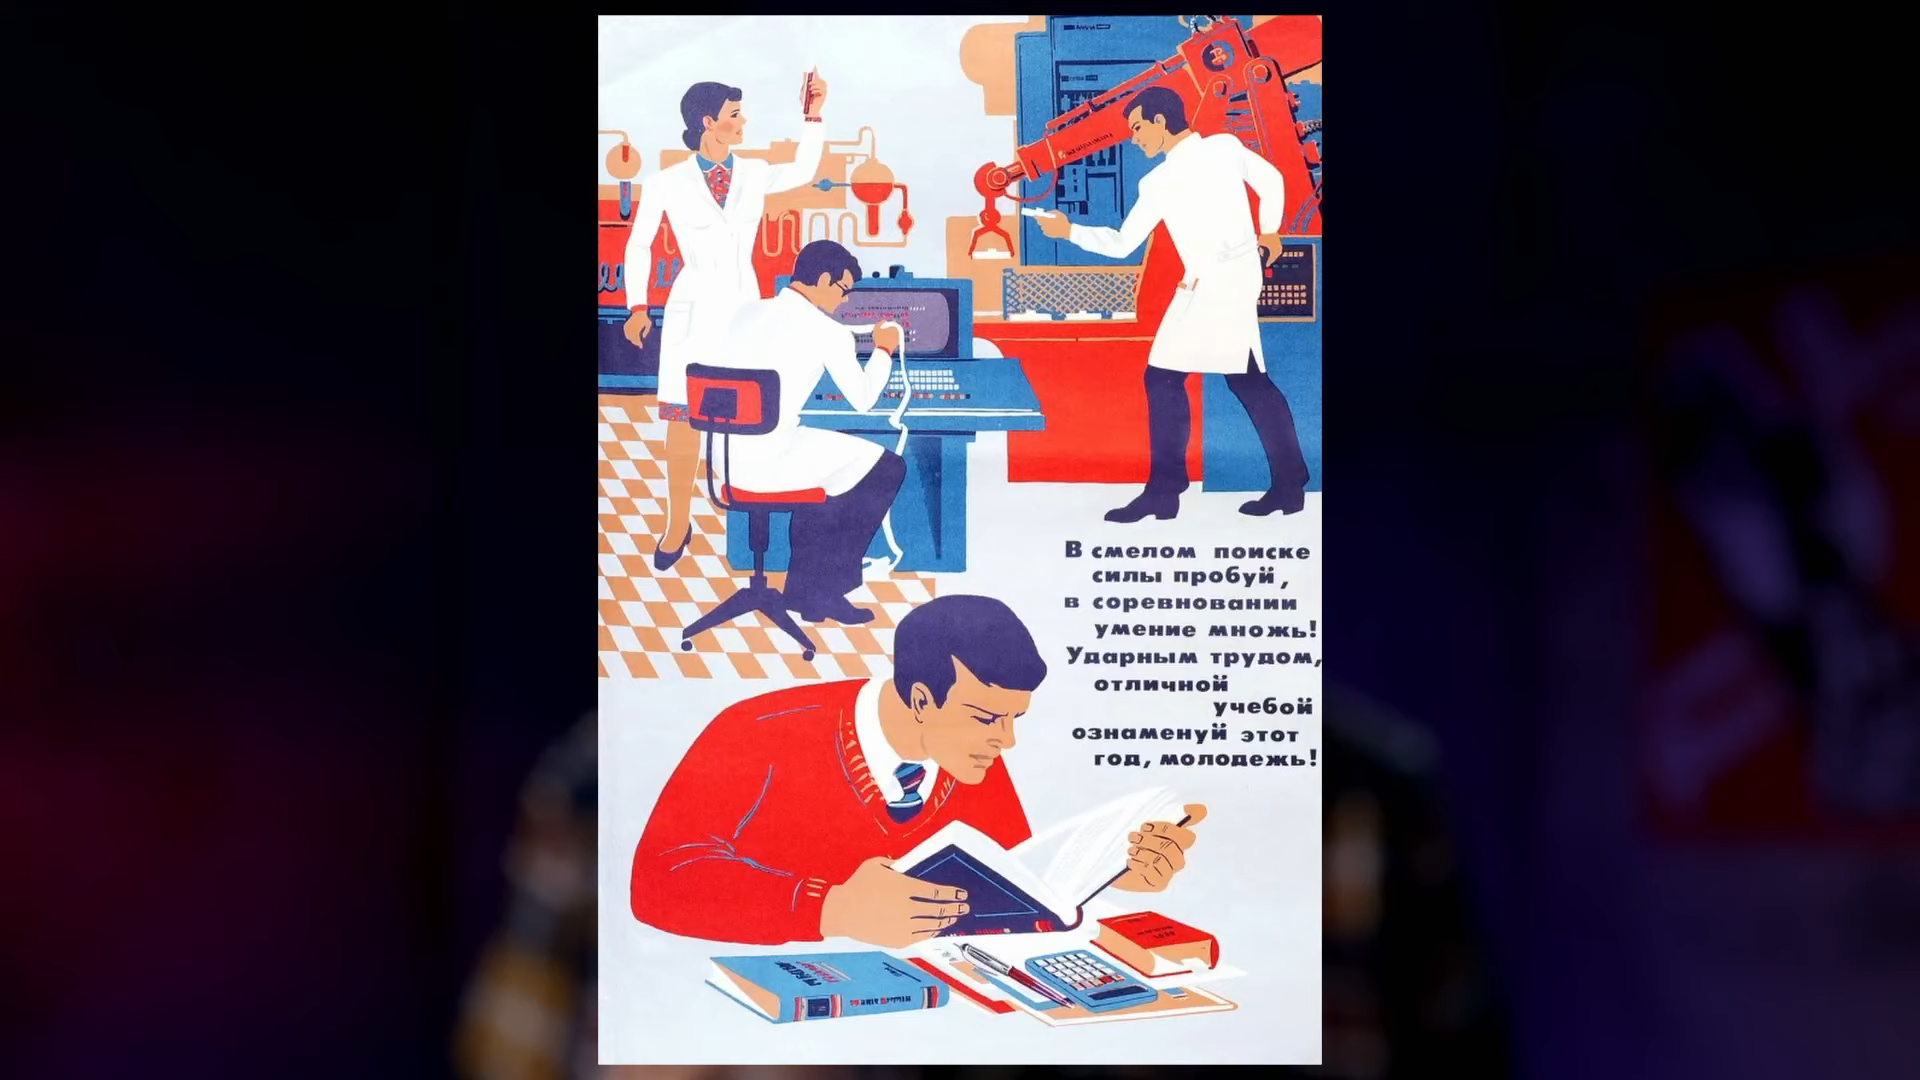 В смелом поиске
силы пробуй,
в соревновании
умение множь!
Ударным трудом,
отличной
учебой
ознаменуй этот
год, молодежь!